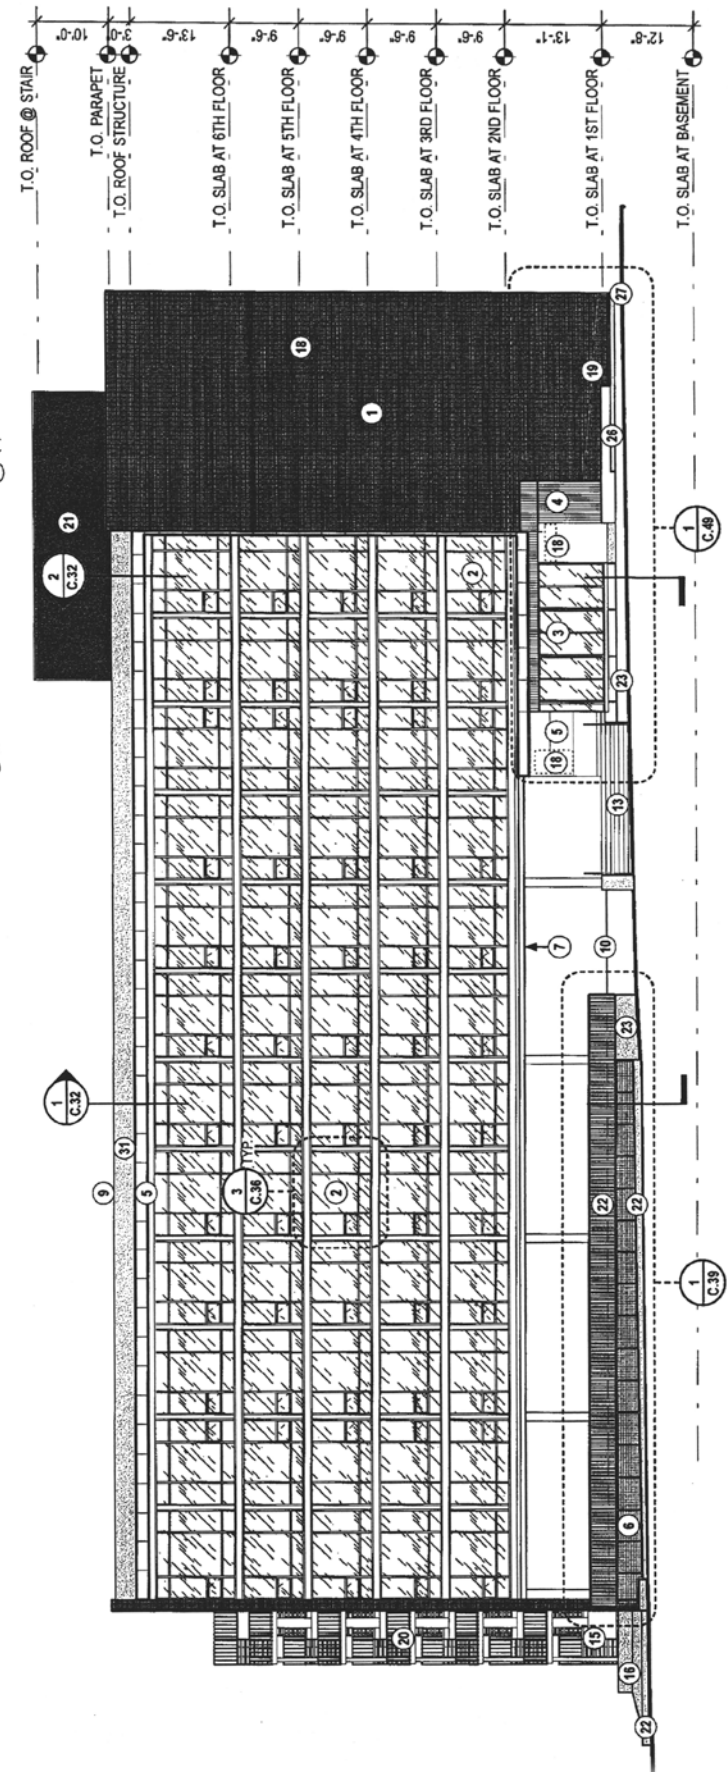 10'-0"
3'-0"
13'-6"
9'-6"
9'-6"
9'-6"
9'-6"
13'-1"
12'-8"
T.O. ROOF @ STAIR
T.O. PARAPET
T.O. ROOF STRUCTURE
T.O. SLAB AT 6TH FLOOR
T.O. SLAB AT 5TH FLOOR
T.O. SLAB AT 4TH FLOOR
T.O. SLAB AT 3RD FLOOR
T.O. SLAB AT 2ND FLOOR
T.O. SLAB AT 1ST FLOOR
T.O. SLAB AT BASEMENT
21
18
1
19
27
26
4
18
3
2
23
5
18
13
7
10
23
22
22
6
20
15
16
22
9
31
5
2
2
C.32
1
C.32
3
C.36
TYP.
1
C.49
1
C.39